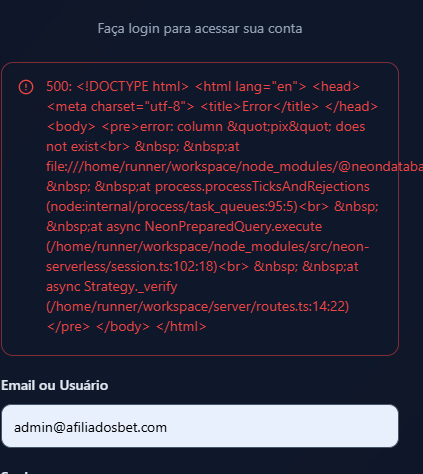 Faça login para acessar sua conta
500: <!DOCTYPE html> <html lang="en"> <head>
<meta charset="utf-8"> <title>Error</title> </head>
<body> <pre>error: column &quot;pix&quot; does
not exist<br> &nbsp; &nbsp;at
file:///home/runner/workspace/node_modules/@neondataba
&nbsp; &nbsp;at process.processTicksAndRejections
(node:internal/process/task_queues:95:5)<br> &nbsp;
&nbsp;at async NeonPreparedQuery.execute
(/home/runner/workspace/node_modules/src/neon-
serverless/session.ts:102:18)<br> &nbsp; &nbsp;at
async Strategy._verify
(/home/runner/workspace/server/routes.ts:14:22)
</pre> </body> </html>
Email ou Usuário
admin@afiliadosbet.com